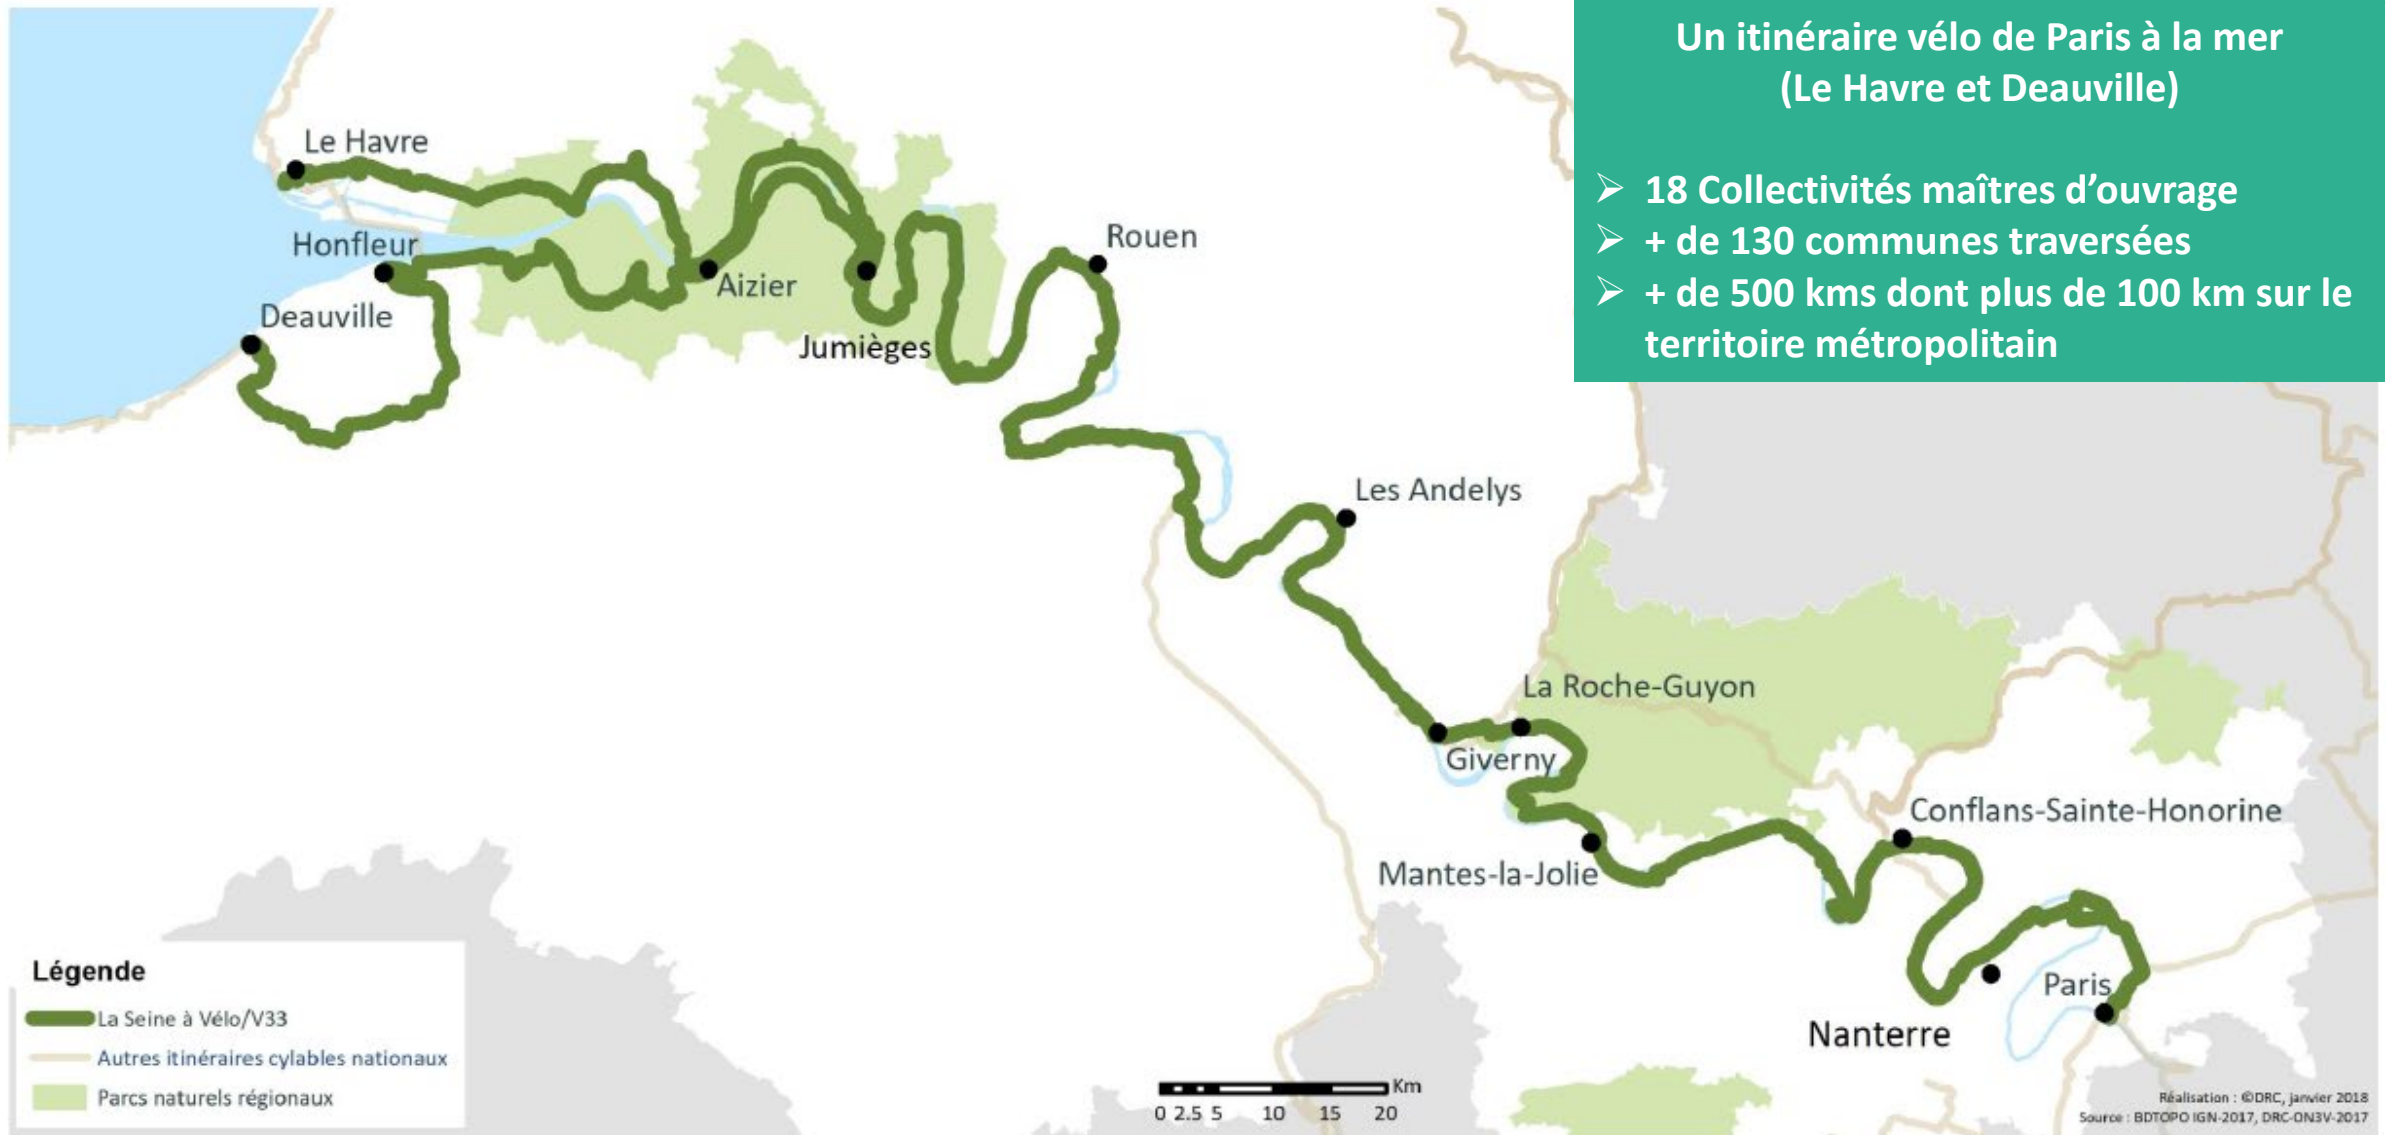 Un itinéraire vélo de Paris à la mer
(Le Havre et Deauville)
➢ 18 Collectivités maîtres d’ouvrage
➢ + de 130 communes traversées
➢ + de 500 kms dont plus de 100 km sur le
territoire métropolitain
Le Havre
Honfleur
Deauville
Aizier
Jumièges
Rouen
Les Andelys
La Roche-Guyon
Giverny
Mantes-la-Jolie
Conflans-Sainte-Honorine
Paris
Nanterre
Légende
La Seine à Vélo/V33
Autres itinéraires cylables nationaux
Parcs naturels régionaux
Km
0 2.5 5 10 15 20
Réalisation : ©DRC, janvier 2018
Source : BDTOPO IGN-2017, DRC-ON3V-2017